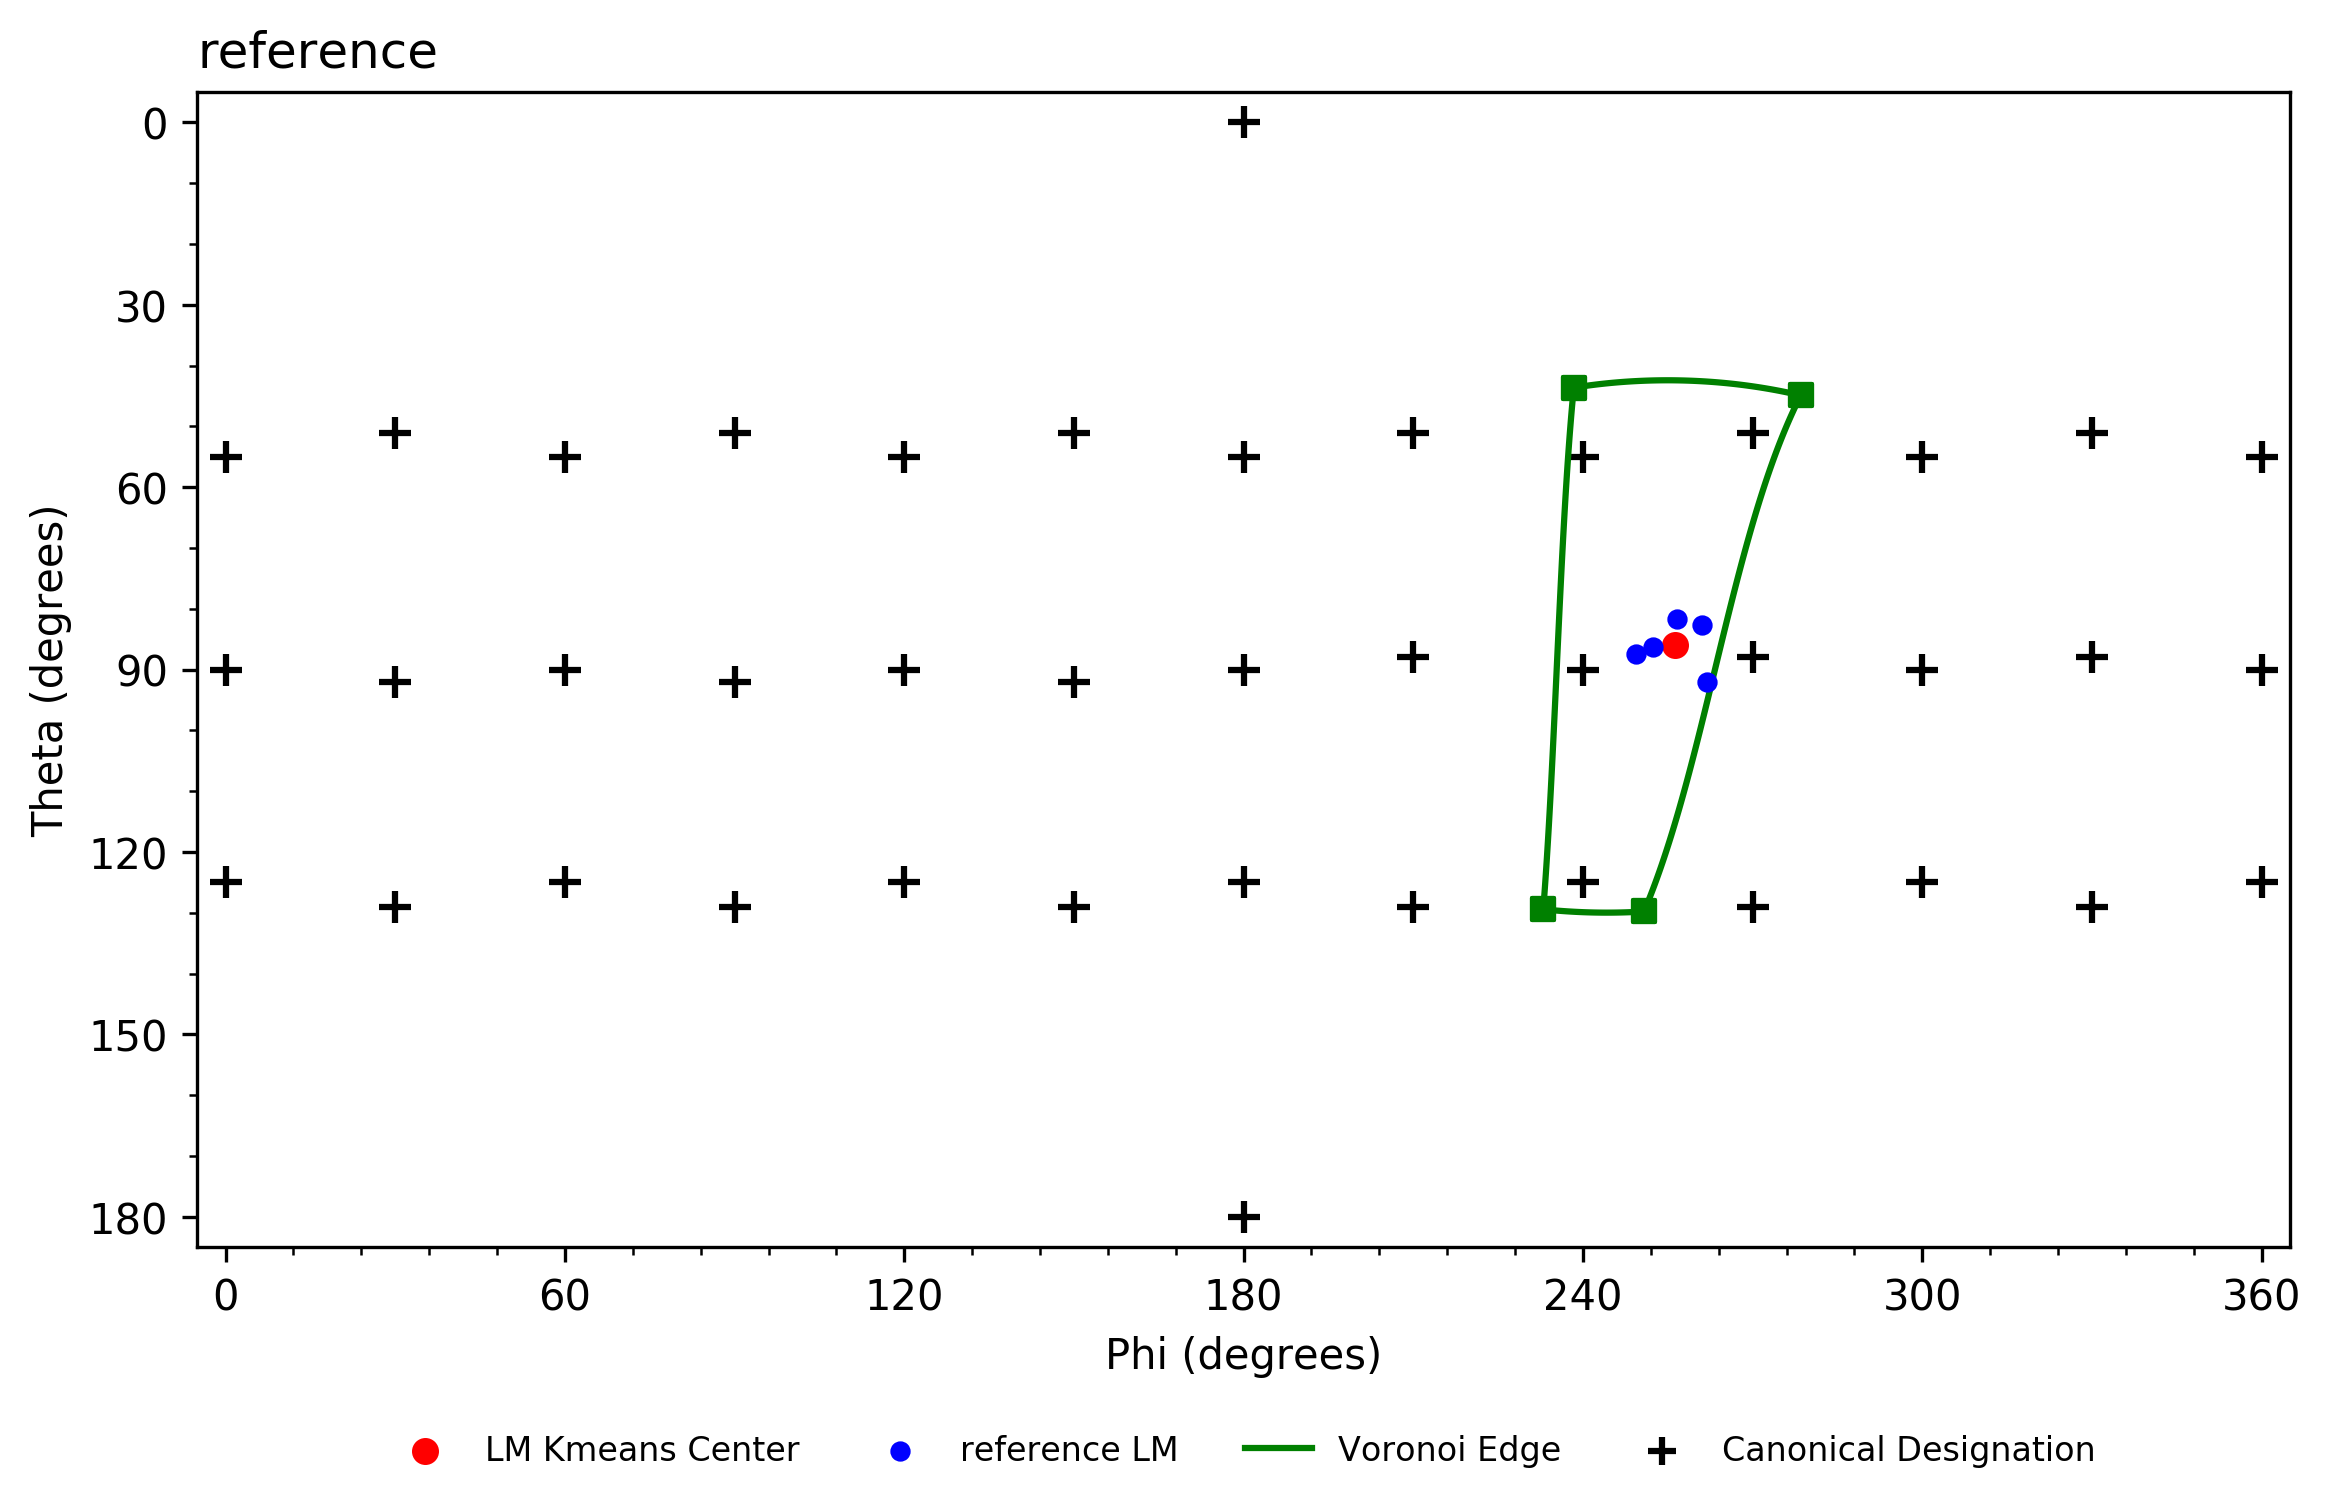 reference
0
30
60
90
120
150
180
Theta (degrees)
0 60 120 180 240 300 360
Phi (degrees)
LM Kmeans Center reference LM Voronoi Edge Canonical Designation